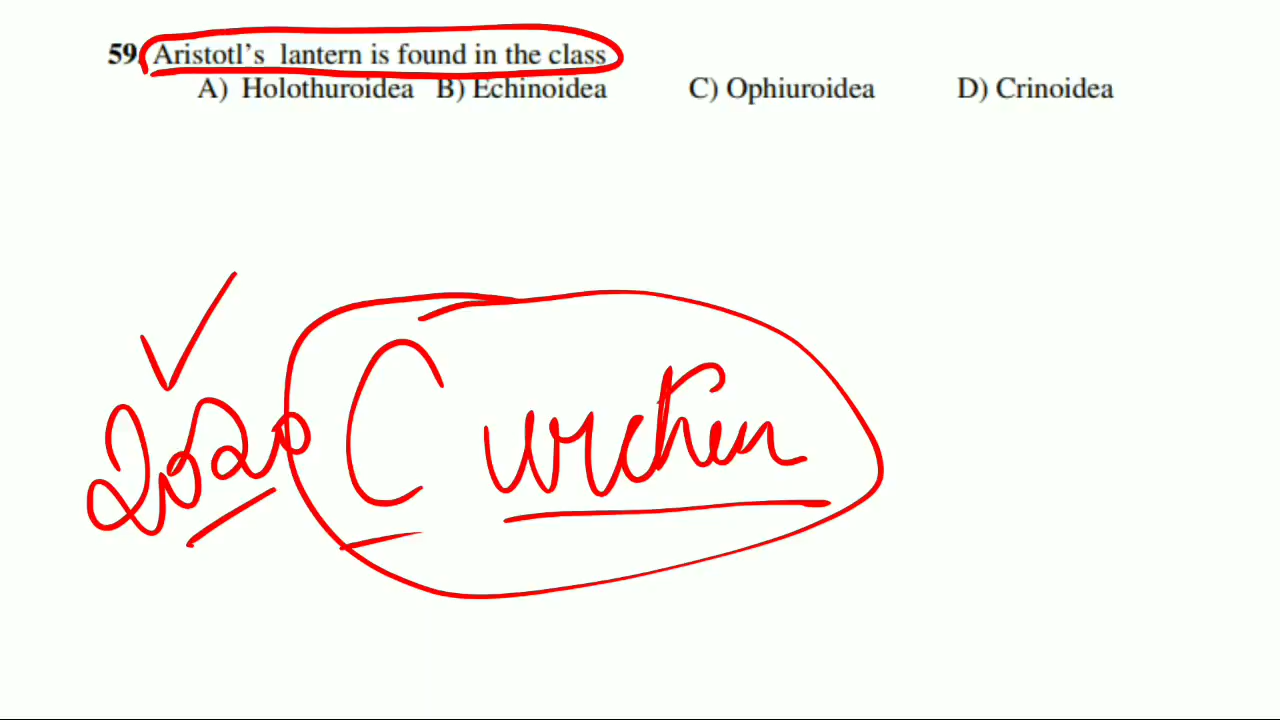 59. Aristotl's lantern is found in the class
A) Holothuroidea B) Echinoidea C) Ophiuroidea D) Crinoidea
2020 C urchin